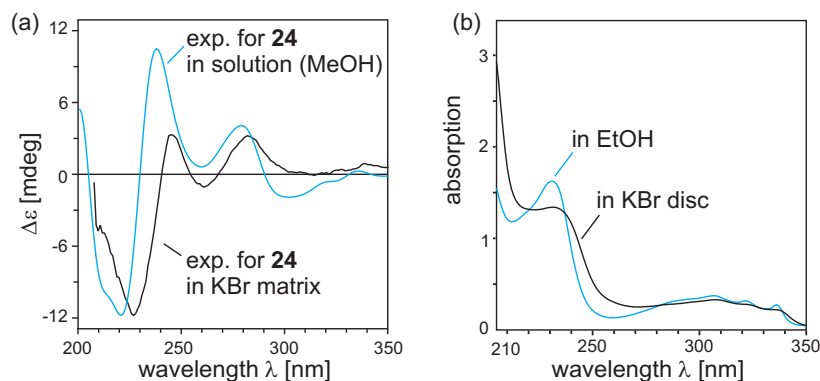 (a)
12
6
0
-6
-12
Δε [mdeg]
exp. for 24
in solution (MeOH)
exp. for 24
in KBr matrix
200
250
300
350
wavelength λ [nm]
(b)
3
2
1
0
absorption
in EtOH
in KBr disc
210
250
300
350
wavelength λ [nm]